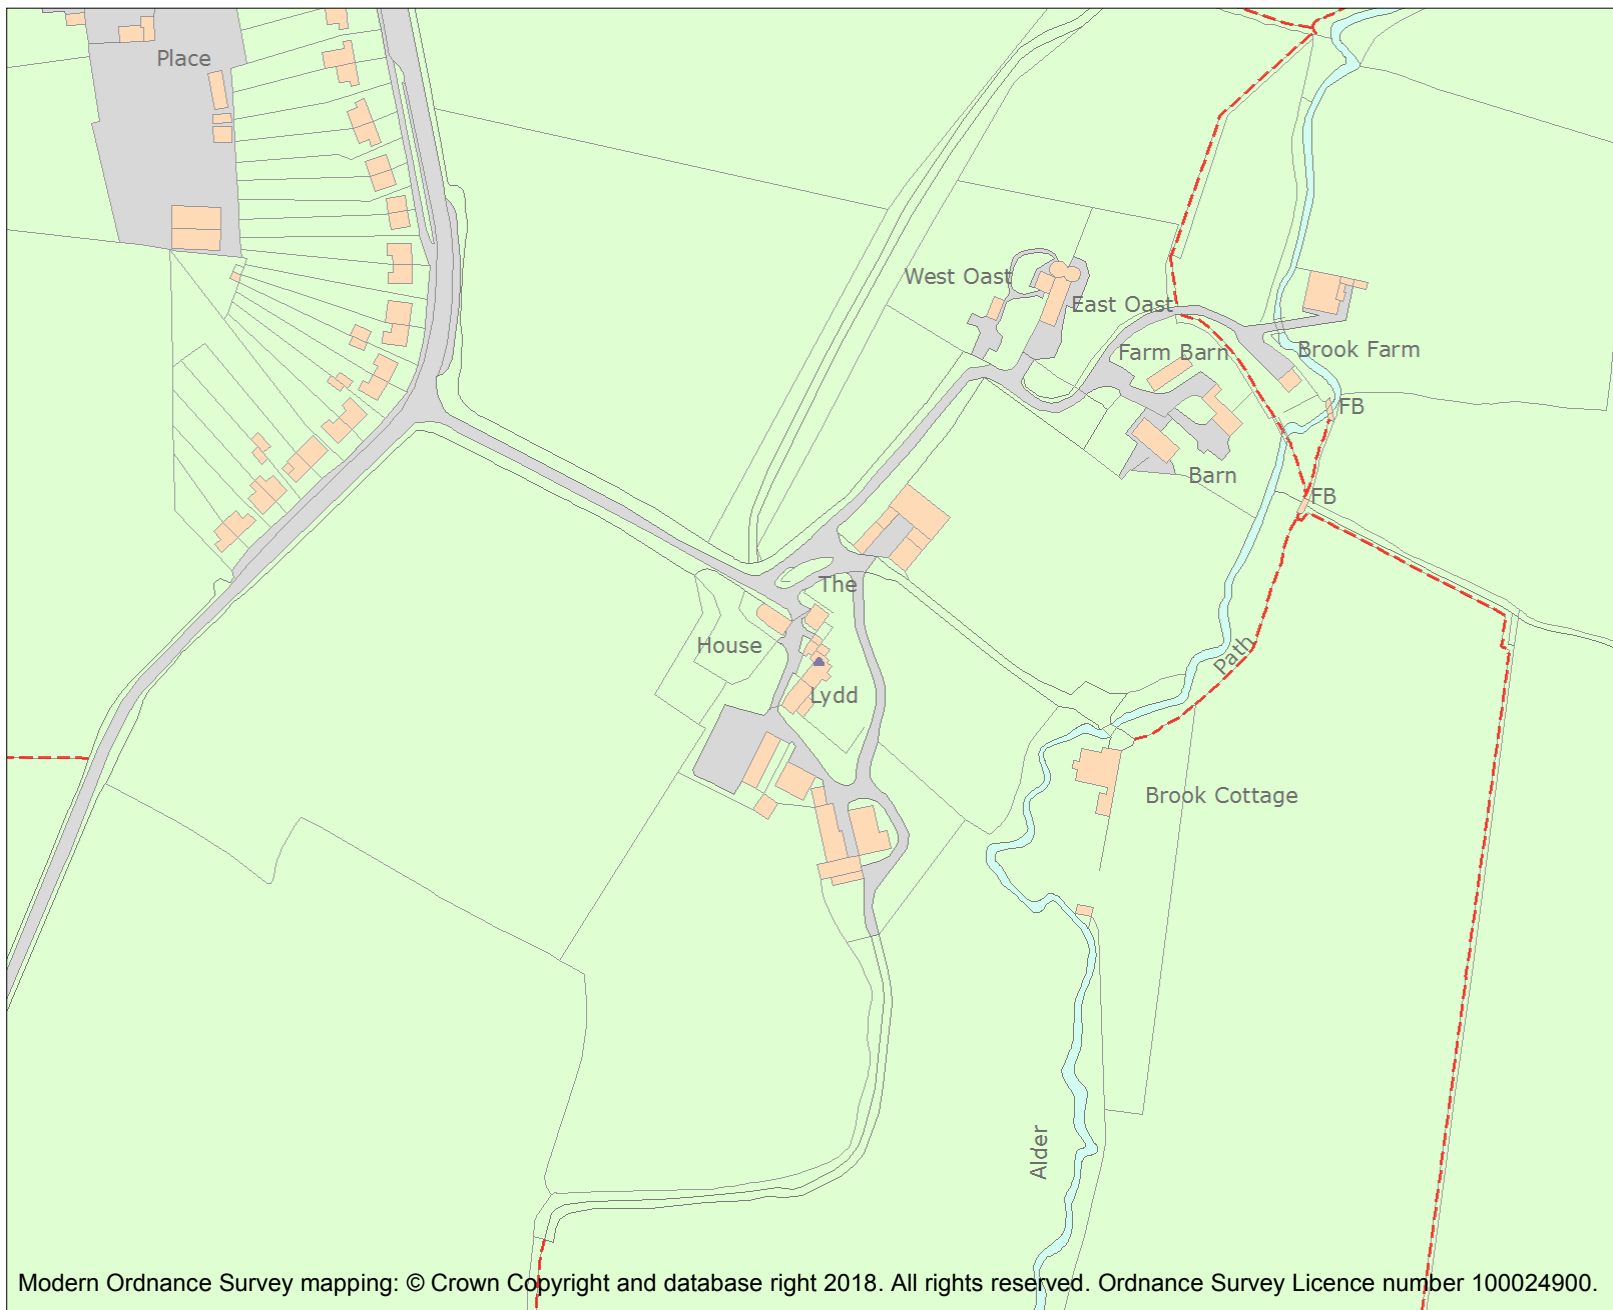 Place
West Oast
East Oast
Farm Barn
Brook Farm
FB
Barn
FB
The
House
Path
Lydd
Brook Cottage
Alder
Modern Ordnance Survey mapping: © Crown Copyright and database right 2018. All rights reserved. Ordnance Survey Licence number 100024900.